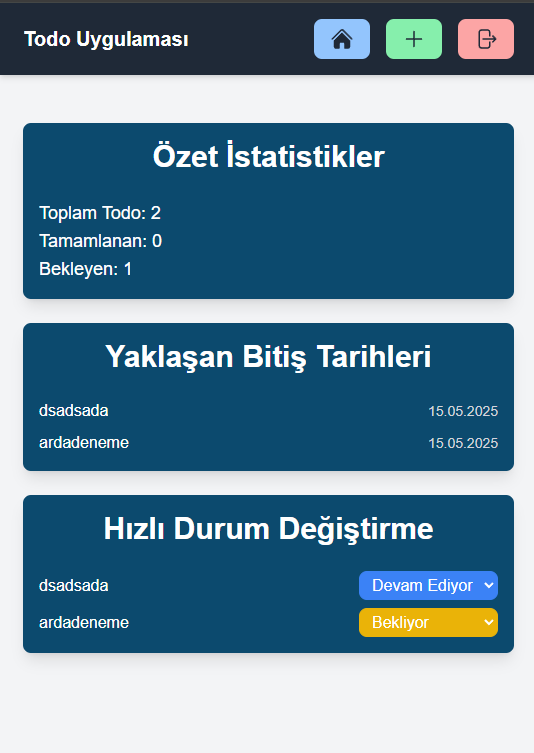 Todo Uygulaması
Özet İstatistikler
Toplam Todo: 2
Tamamlanan: 0
Bekleyen: 1
Yaklaşan Bitiş Tarihleri
dsadsada 15.05.2025
ardadeneme 15.05.2025
Hızlı Durum Değiştirme
dsadsada Devam Ediyor
ardadeneme Bekliyor